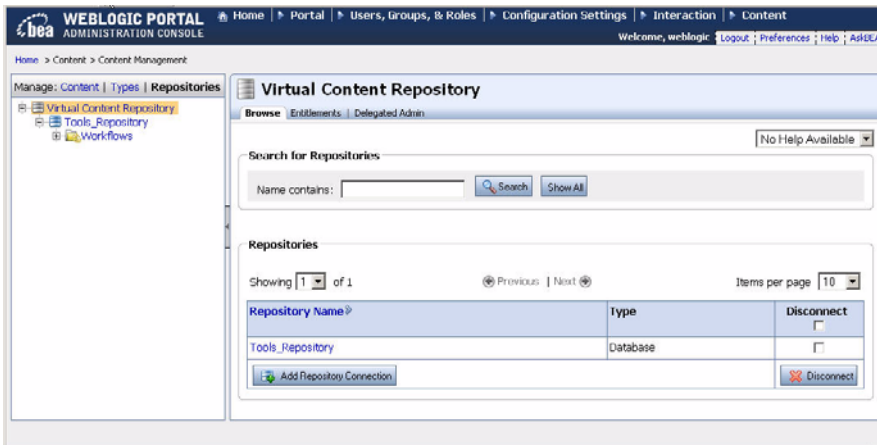 bea WEBLOGIC PORTAL
ADMINISTRATION CONSOLE
Home | Portal | Users, Groups, & Roles | Configuration Settings | Interaction | Content
Welcome, weblogic Logout Preferences Help AskBEA
Home > Content > Content Management
Manage: Content | Types | Repositories
Virtual Content Repository
Tools_Repository
Workflows
Virtual Content Repository
Browse Entitlements | Delegated Admin
No Help Available
Search for Repositories
Name contains: Search Show All
Repositories
Showing 1 of 1 Previous | Next Items per page 10
Repository Name Type Disconnect
Tools_Repository Database
Add Repository Connection Disconnect